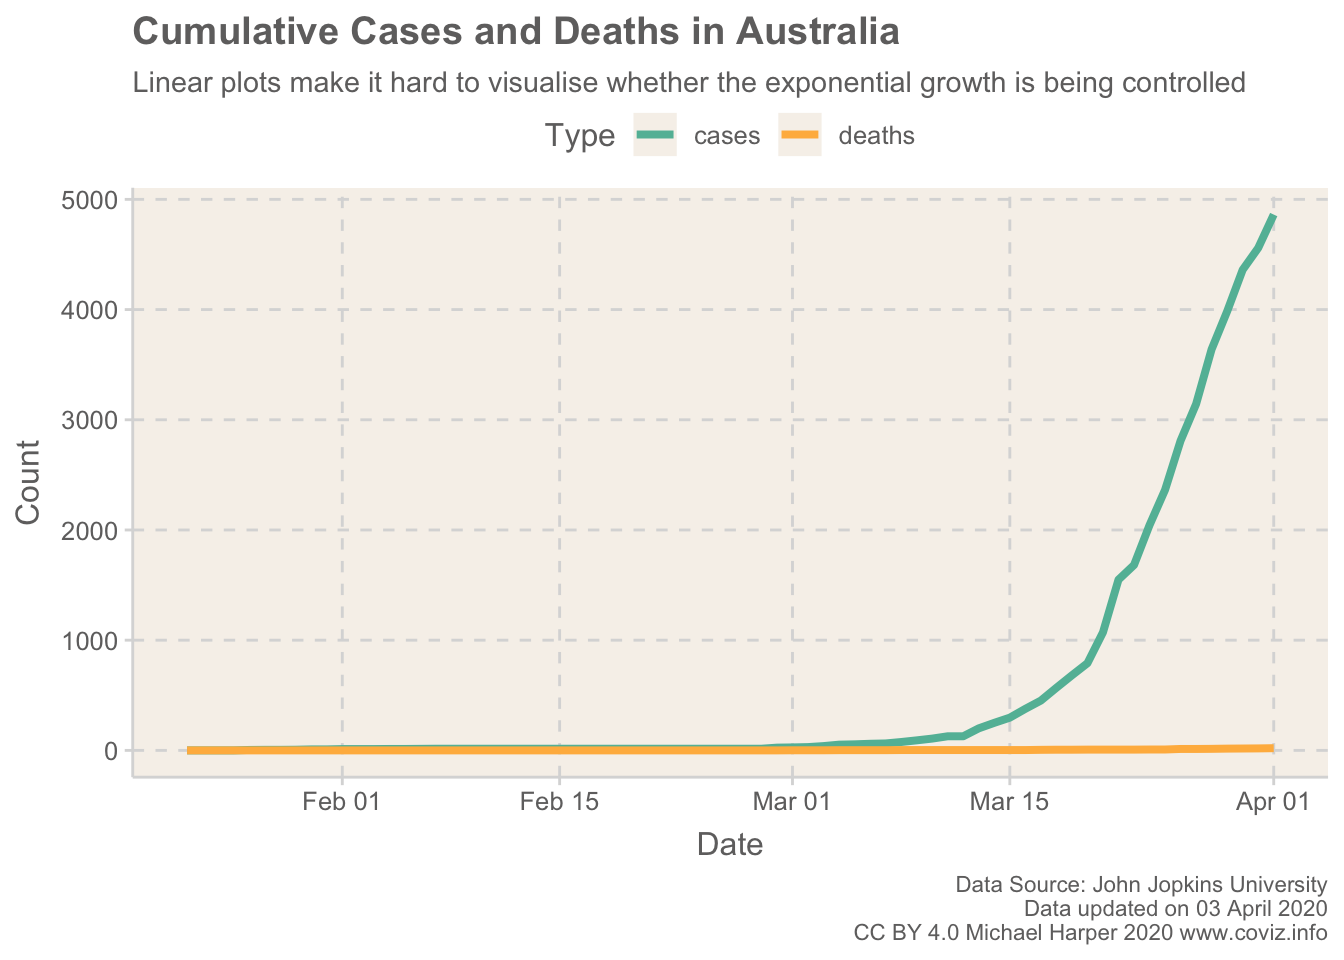 Cumulative Cases and Deaths in Australia
Linear plots make it hard to visualise whether the exponential growth is being controlled
Type cases deaths
5000
4000
3000
2000
1000
0
Count
Feb 01 Feb 15 Mar 01 Mar 15 Apr 01
Date
Data Source: John Jopkins University
Data updated on 03 April 2020
CC BY 4.0 Michael Harper 2020 www.coviz.info